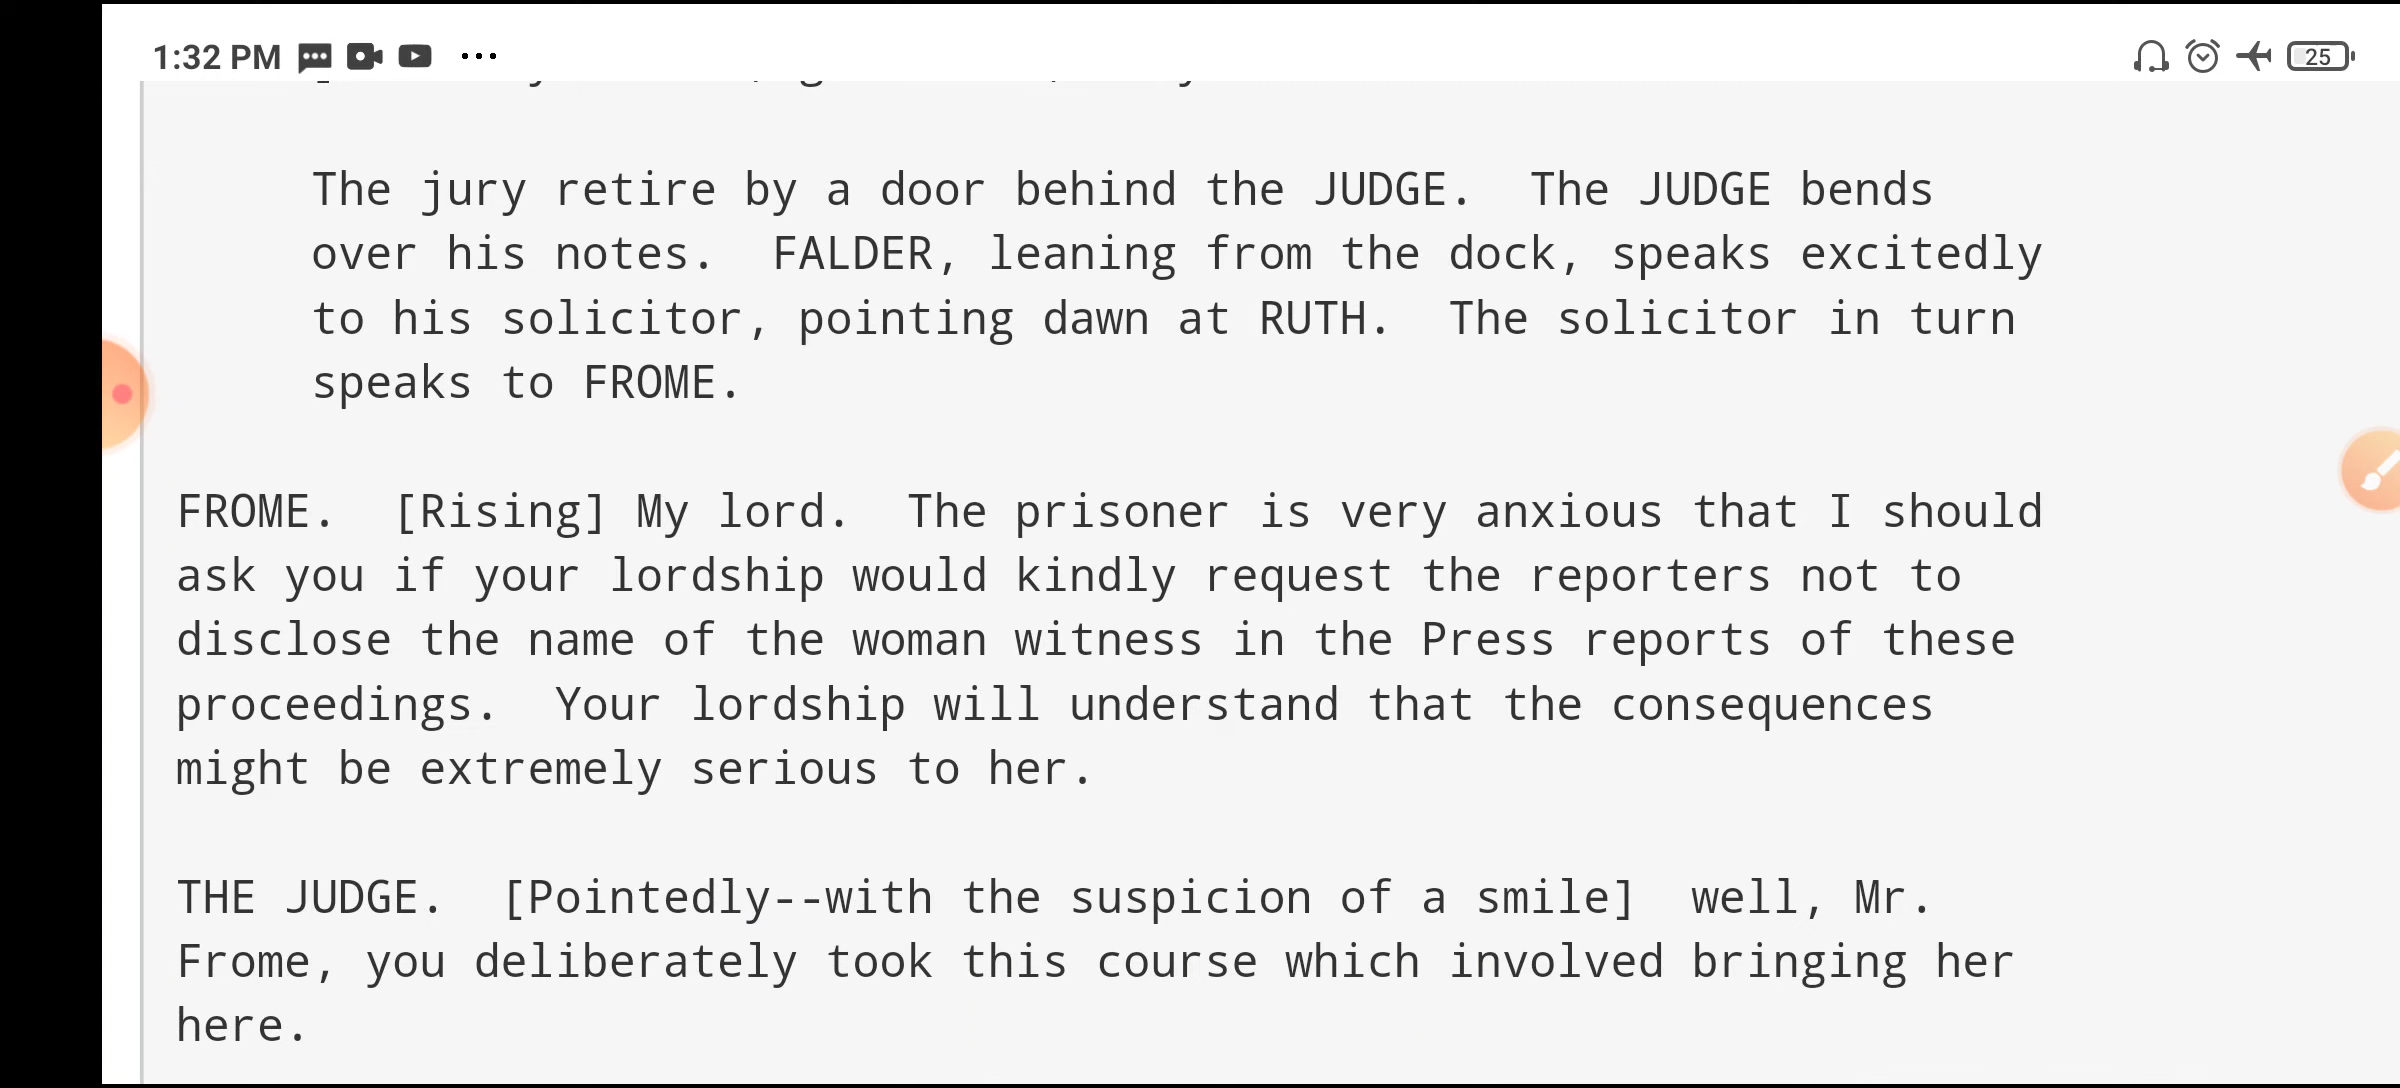 1:32 PM ... 25
The jury retire by a door behind the JUDGE.  The JUDGE bends
over his notes.  FALDER, leaning from the dock, speaks excitedly
to his solicitor, pointing dawn at RUTH.  The solicitor in turn
speaks to FROME.
FROME.  [Rising] My lord.  The prisoner is very anxious that I should
ask you if your lordship would kindly request the reporters not to
disclose the name of the woman witness in the Press reports of these
proceedings.  Your lordship will understand that the consequences
might be extremely serious to her.
THE JUDGE.  [Pointedly--with the suspicion of a smile]  well, Mr.
Frome, you deliberately took this course which involved bringing her
here.